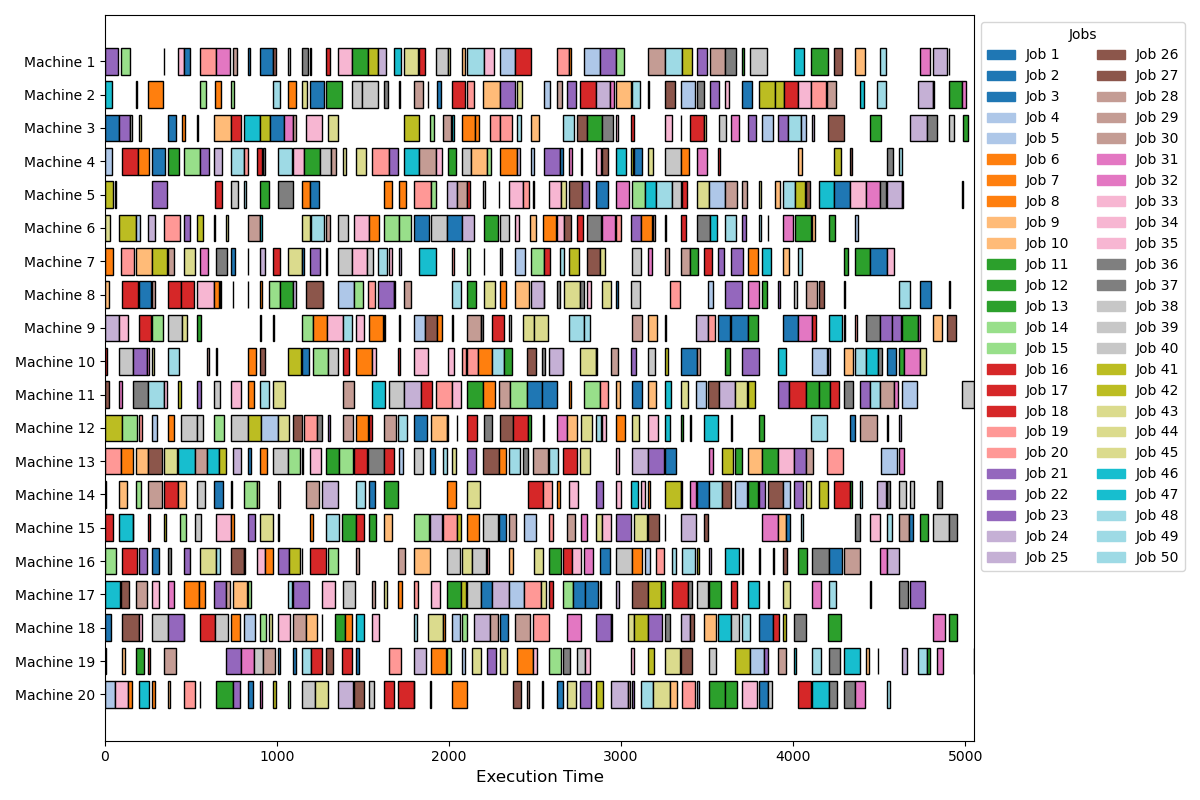 Machine 1
Machine 2
Machine 3
Machine 4
Machine 5
Machine 6
Machine 7
Machine 8
Machine 9
Machine 10
Machine 11
Machine 12
Machine 13
Machine 14
Machine 15
Machine 16
Machine 17
Machine 18
Machine 19
Machine 20
0 1000 2000 3000 4000 5000
Execution Time
Jobs
Job 1
Job 2
Job 3
Job 4
Job 5
Job 6
Job 7
Job 8
Job 9
Job 10
Job 11
Job 12
Job 13
Job 14
Job 15
Job 16
Job 17
Job 18
Job 19
Job 20
Job 21
Job 22
Job 23
Job 24
Job 25
Job 26
Job 27
Job 28
Job 29
Job 30
Job 31
Job 32
Job 33
Job 34
Job 35
Job 36
Job 37
Job 38
Job 39
Job 40
Job 41
Job 42
Job 43
Job 44
Job 45
Job 46
Job 47
Job 48
Job 49
Job 50